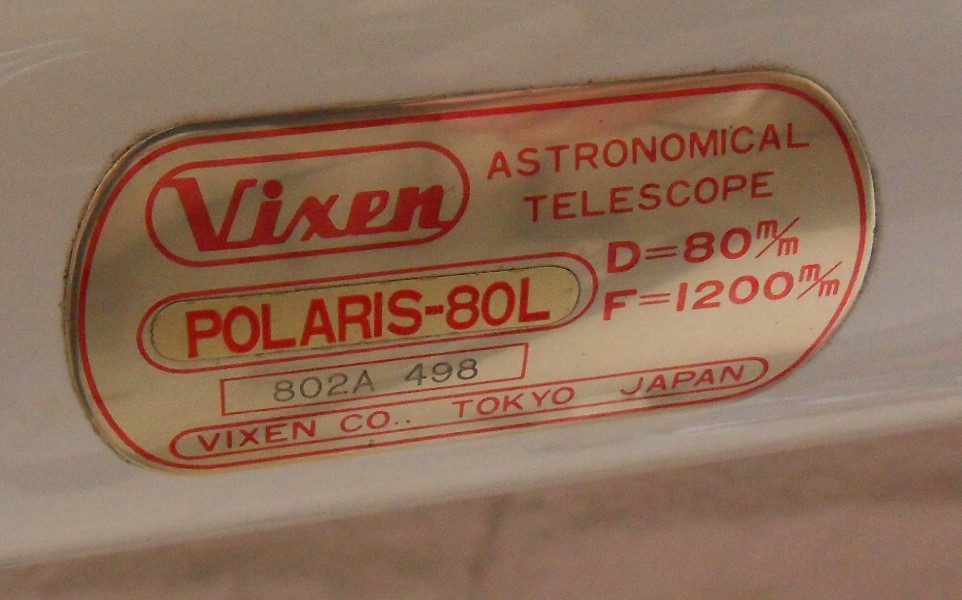 Vixen
ASTRONOMICAL
TELESCOPE
D=80m/m
F=1200m/m
POLARIS-80L
802A 498
VIXEN CO.. TOKYO JAPAN